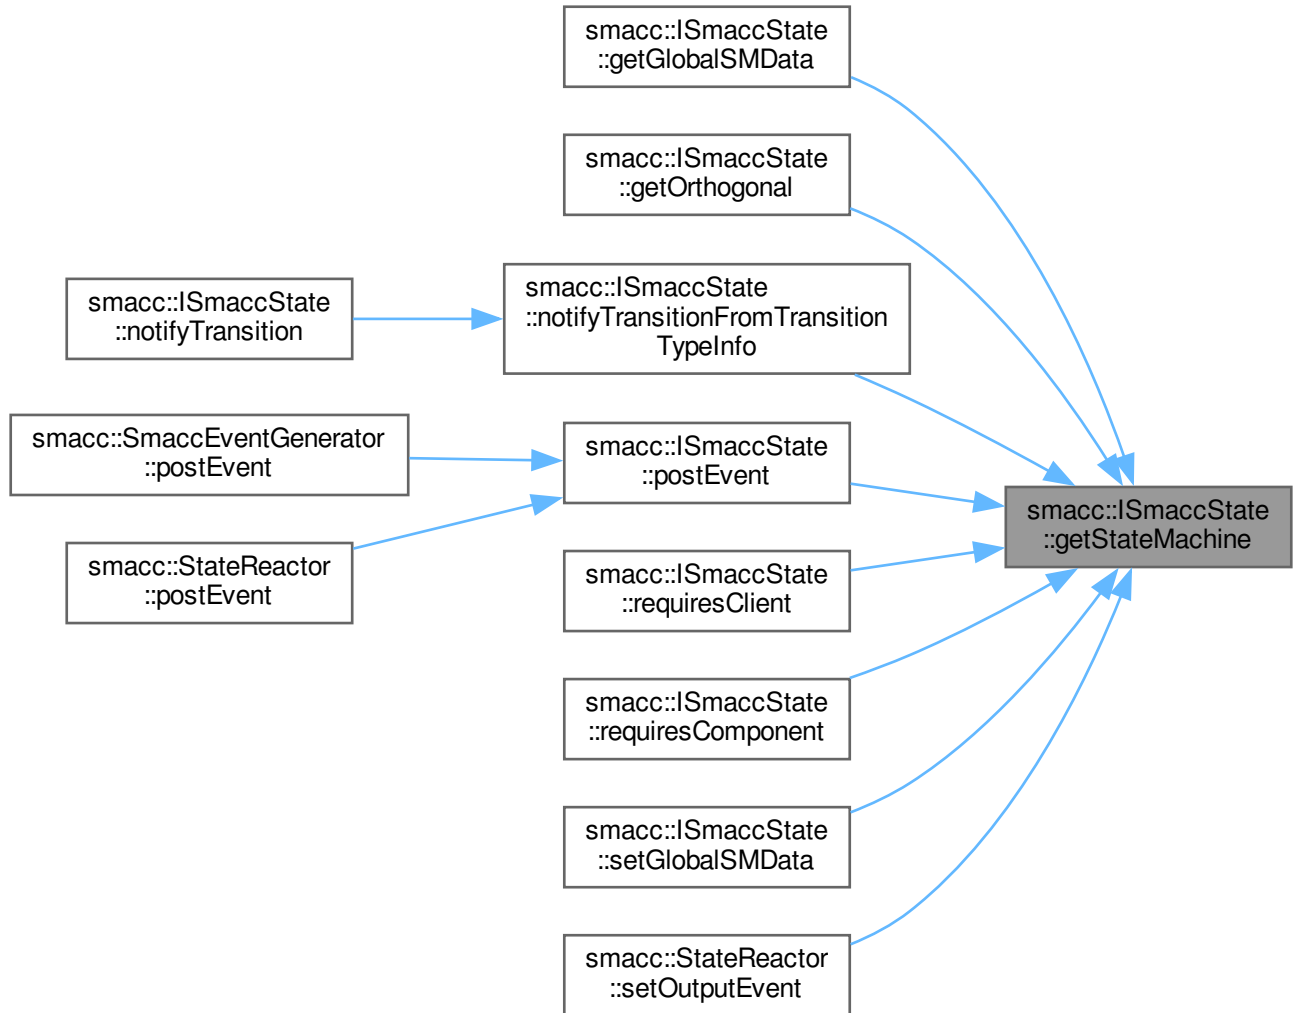 smacc::ISmaccState
::getGlobalSMData
smacc::ISmaccState
::getOrthogonal
smacc::ISmaccState
::notifyTransition
smacc::ISmaccState
::notifyTransitionFromTransition
TypeInfo
smacc::SmaccEventGenerator
::postEvent
smacc::ISmaccState
::postEvent
smacc::ISmaccState
::getStateMachine
smacc::StateReactor
::postEvent
smacc::ISmaccState
::requiresClient
smacc::ISmaccState
::requiresComponent
smacc::ISmaccState
::setGlobalSMData
smacc::StateReactor
::setOutputEvent